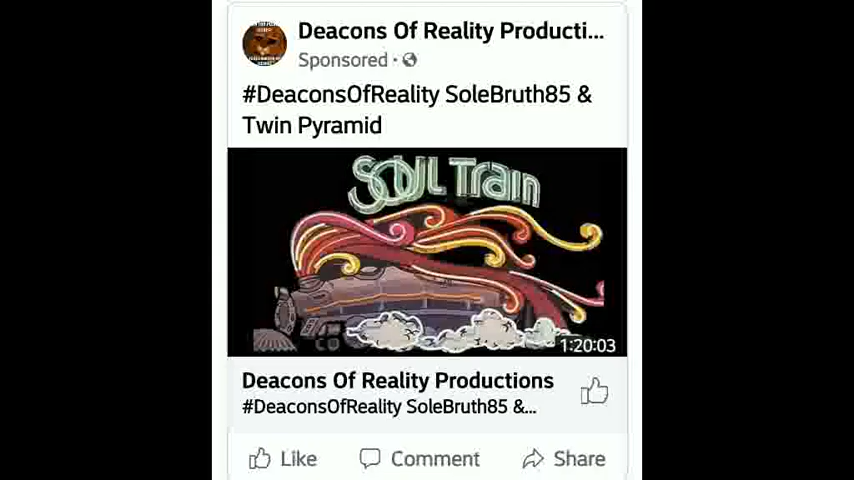 Deacons Of Reality Producti...
Sponsored ·
#DeaconsOfReality SoleBruth85 &
Twin Pyramid
SOUL Train
1:20:03
Deacons Of Reality Productions
#DeaconsOfReality SoleBruth85 &...
Like Comment Share